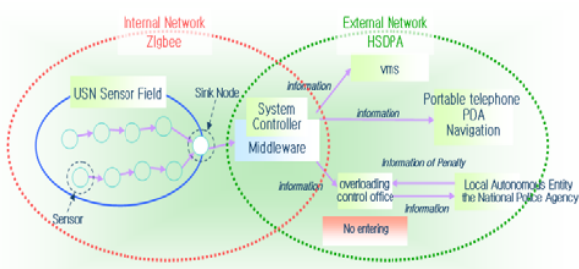 Internal Network
Zigbee
External Network
HSDPA
USN Sensor Field
Sink Node
Sensor
System
Controller
Middleware
Information
vms
Information
Portable telephone
PDA
Navigation
Information
overloading
control office
Information of Penalty
Information
Local Autonomous Entity
the National Police Agency
No entering